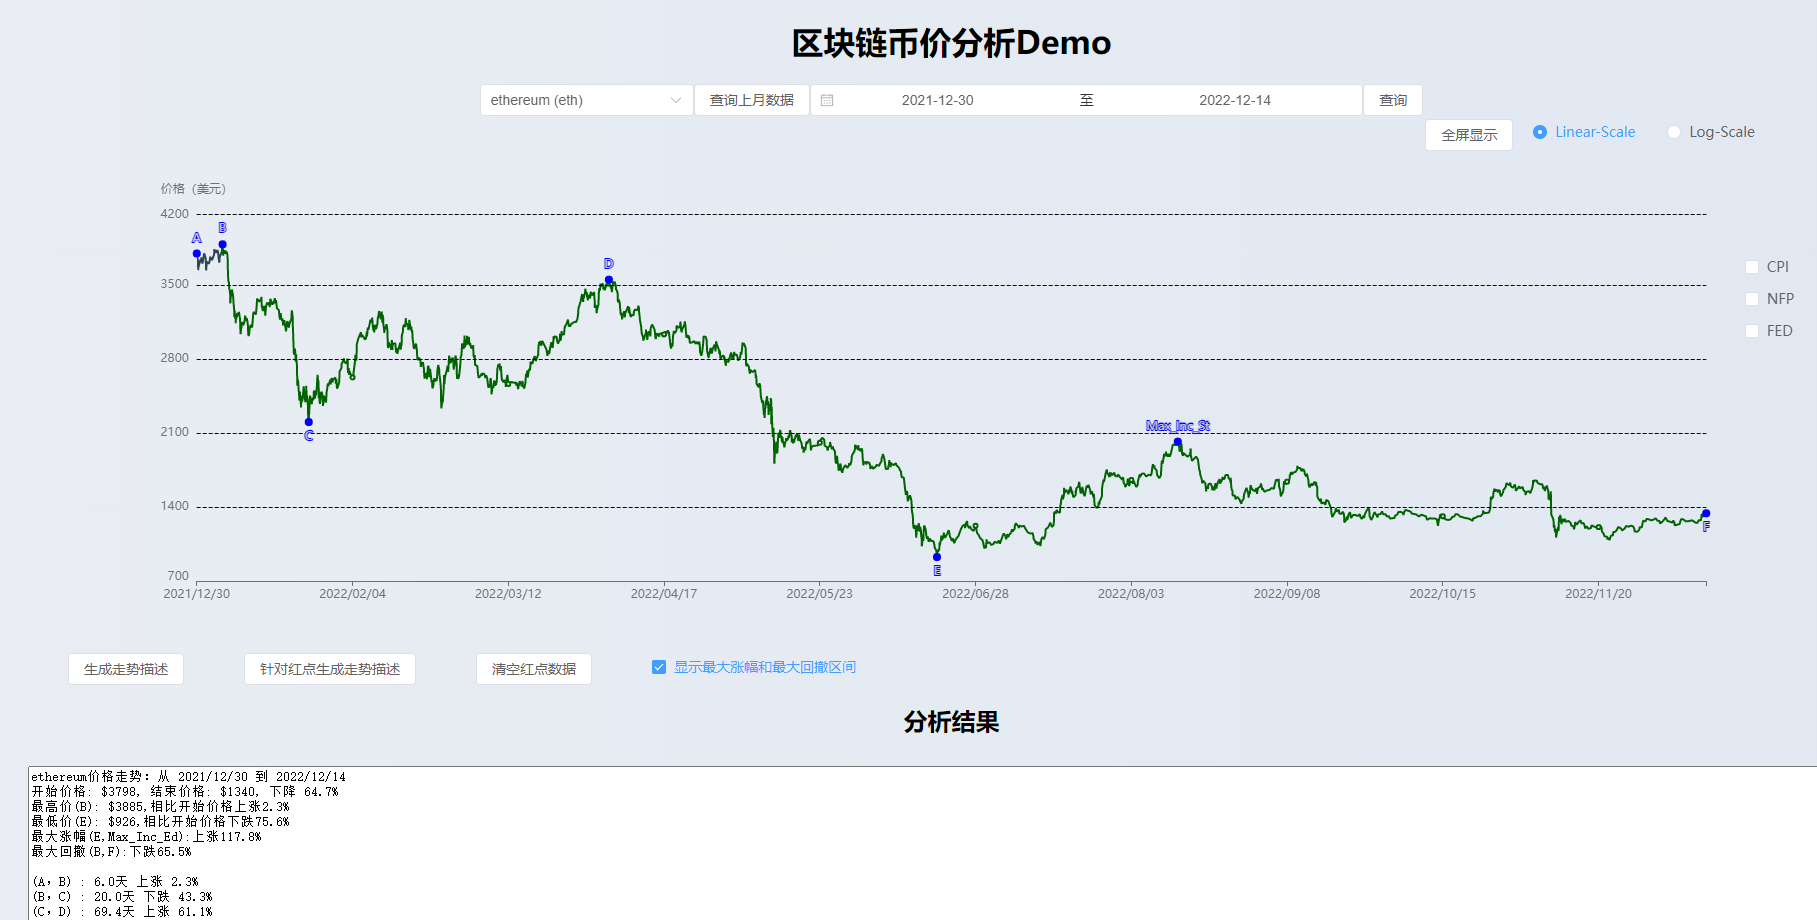 区块链币价分析Demo
ethereum (eth) 查询上月数据 2021-12-30 至 2022-12-14 查询
全屏显示 Linear-Scale Log-Scale
价格（美元）
4200
3500
2800
2100
1400
700
A
B
C
D
E
Max_Inc_St
F
CPI
NFP
FED
2021/12/30 2022/02/04 2022/03/12 2022/04/17 2022/05/23 2022/06/28 2022/08/03 2022/09/08 2022/10/15 2022/11/20
生成走势描述 针对红点生成走势描述 清空红点数据 显示最大涨幅和最大回撤区间
分析结果
ethereum价格走势: 从 2021/12/30 到 2022/12/14
开始价格: $3798, 结束价格: $1340, 下降 64.7%
最高价(B): $3885,相比开始价格上涨2.3%
最低价(E): $926,相比开始价格下跌75.6%
最大涨幅(E,Max_Inc_Ed):上涨117.8%
最大回撤(B,F):下跌65.5%
(A，B) : 6.0天 上涨 2.3%
(B，C) : 20.0天 下跌 43.3%
(C，D) : 69.4天 上涨 61.1%